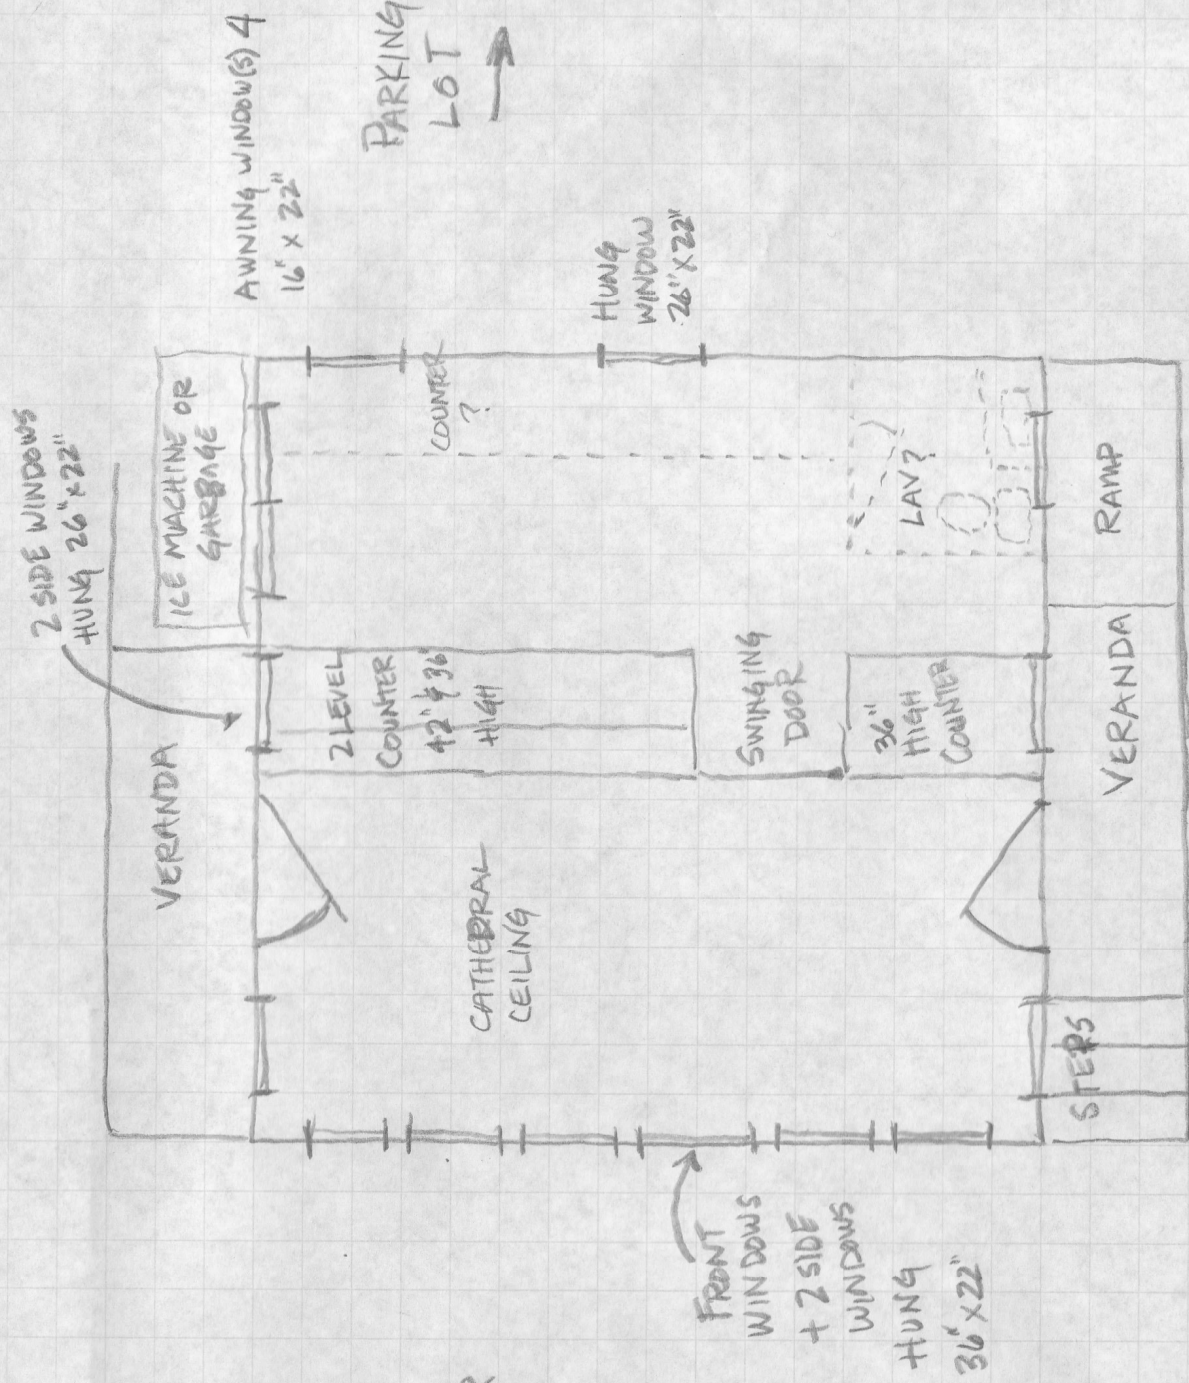 AWNING WINDOW(S) 4
16" X 22"
PARKING
LOT
2 SIDE WINDOWS
HUNG 26" X 22"
ICE MACHINE OR
GARBAGE
HUNG
WINDOW
26" X 22"
COUNTER
?
VERANDA
2 LEVEL
COUNTER
42" & 36"
HIGH
SWINGING
DOOR
36"
HIGH
COUNTER
LAV?
RAMP
VERANDA
CATHEDRAL
CEILING
STEPS
FRONT
WINDOWS
+ 2 SIDE
WINDOWS
HUNG
36" X 22"